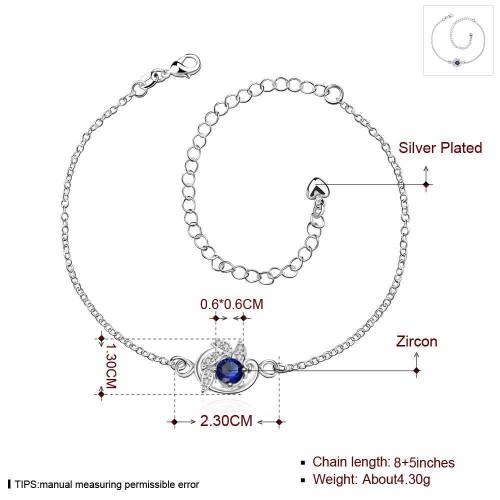 Silver Plated
0.6*0.6CM
Zircon
1.30CM
2.30CM
• Chain length: 8+5inches
• Weight: About4.30g
TIPS:manual measuring permissible error